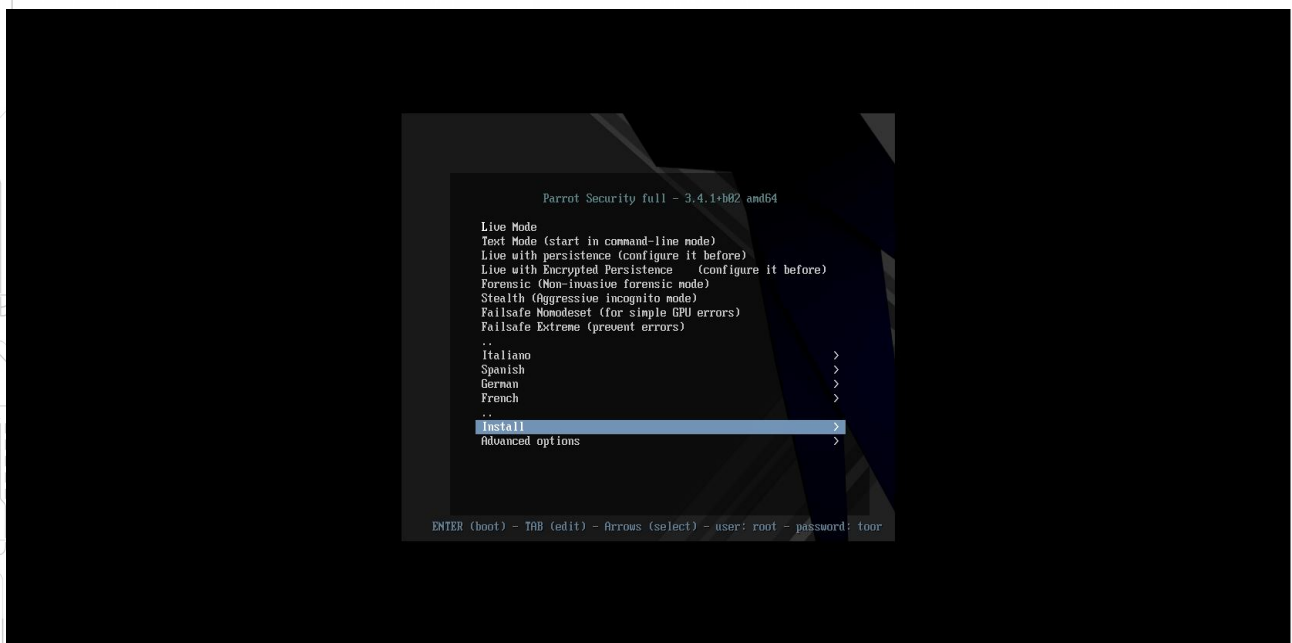 Parrot Security full - 3.4.1+b02 amd64
Live Mode
Text Mode (start in command-line mode)
Live with persistence (configure it before)
Live with Encrypted Persistence (configure it before)
Forensic (Non-invasive forensic mode)
Stealth (Aggressive incognito mode)
Failsafe Nomodeset (for simple GPU errors)
Failsafe Extreme (prevent errors)
..
Italiano >
Spanish >
German >
French >
..
Install >
Advanced options >
ENTER (boot) - TAB (edit) - Arrows (select) - user: root - password: toor